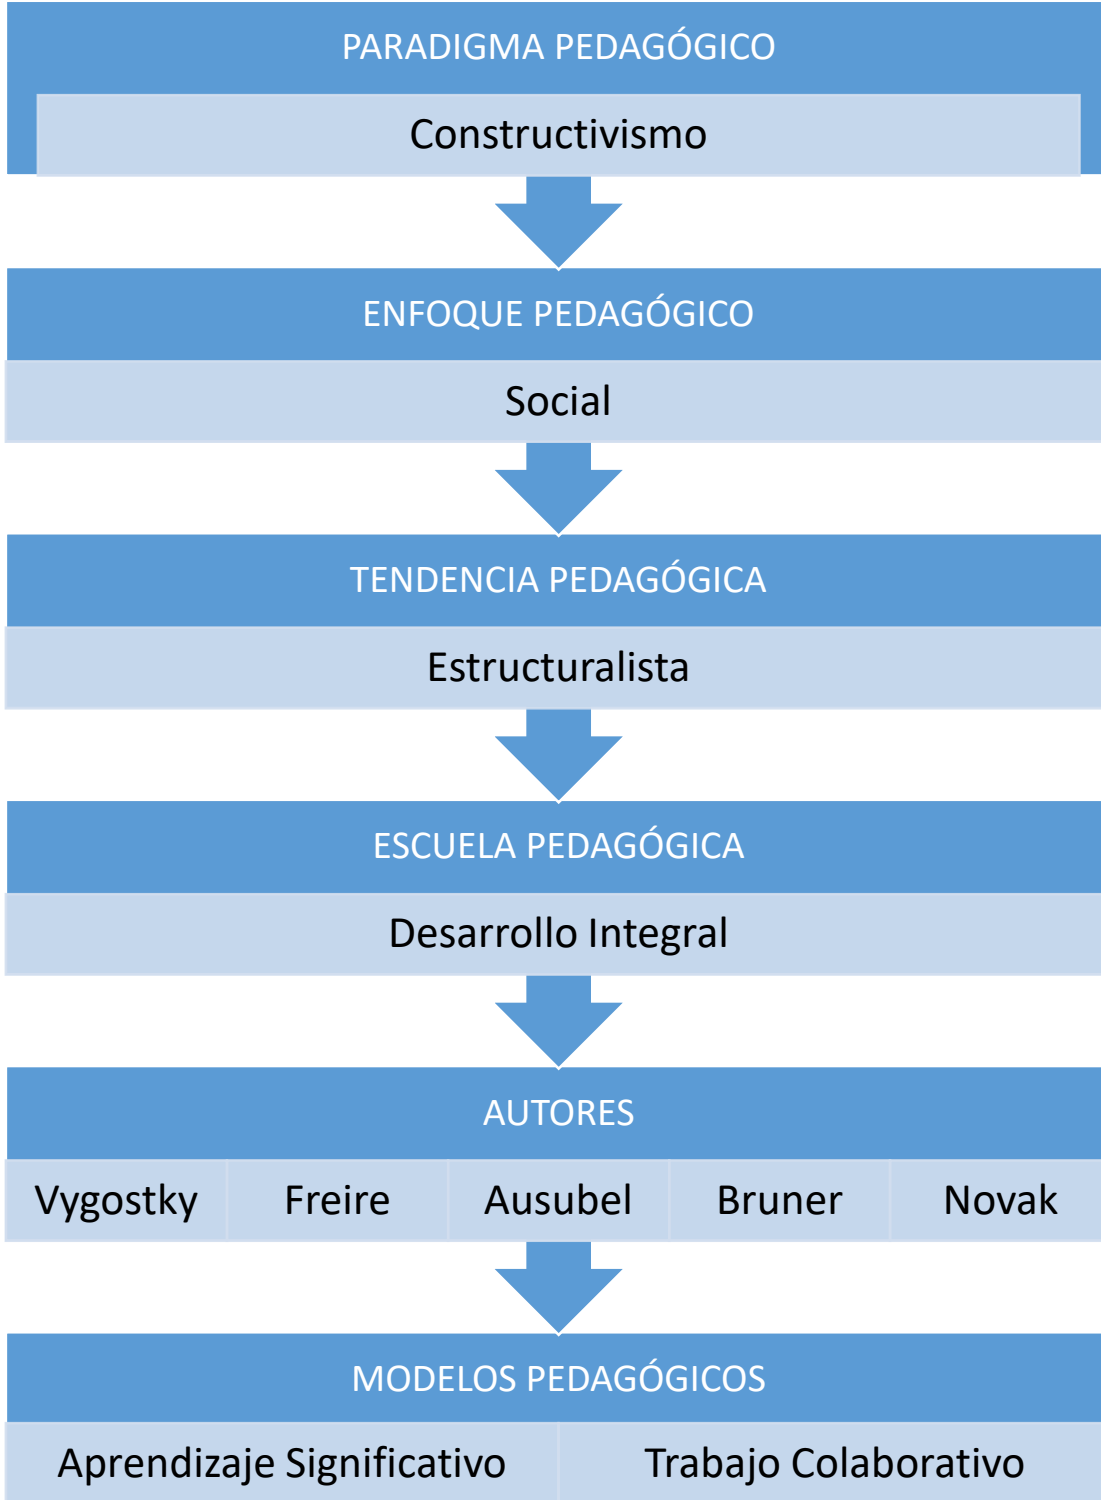 PARADIGMA PEDAGÓGICO
Constructivismo
ENFOQUE PEDAGÓGICO
Social
TENDENCIA PEDAGÓGICA
Estructuralista
ESCUELA PEDAGÓGICA
Desarrollo Integral
AUTORES
Vygostky Freire Ausubel Bruner Novak
MODELOS PEDAGÓGICOS
Aprendizaje Significativo Trabajo Colaborativo